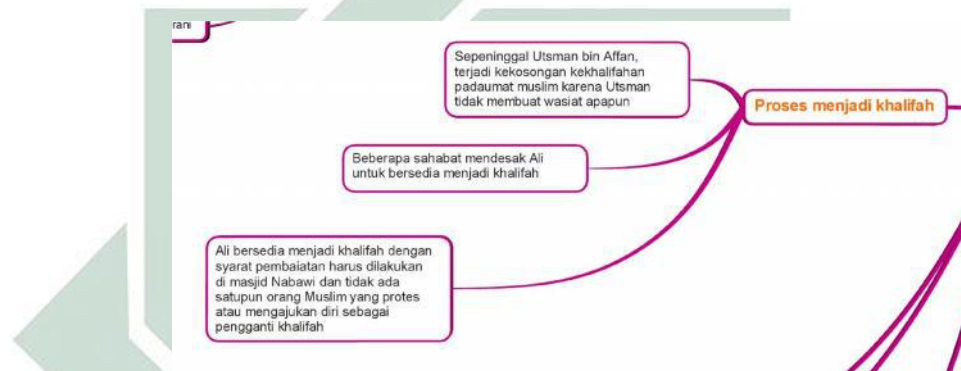 rani
Sepeninggal Utsman bin Affan,
terjadi kekosongan kekhalifahan
padaumat muslim karena Utsman
tidak membuat wasiat apapun
Proses menjadi khalifah
Beberapa sahabat mendesak Ali
untuk bersedia menjadi khalifah
Ali bersedia menjadi khalifah dengan
syarat pembaiatan harus dilakukan
di masjid Nabawi dan tidak ada
satupun orang Muslim yang protes
atau mengajukan diri sebagai
pengganti khalifah